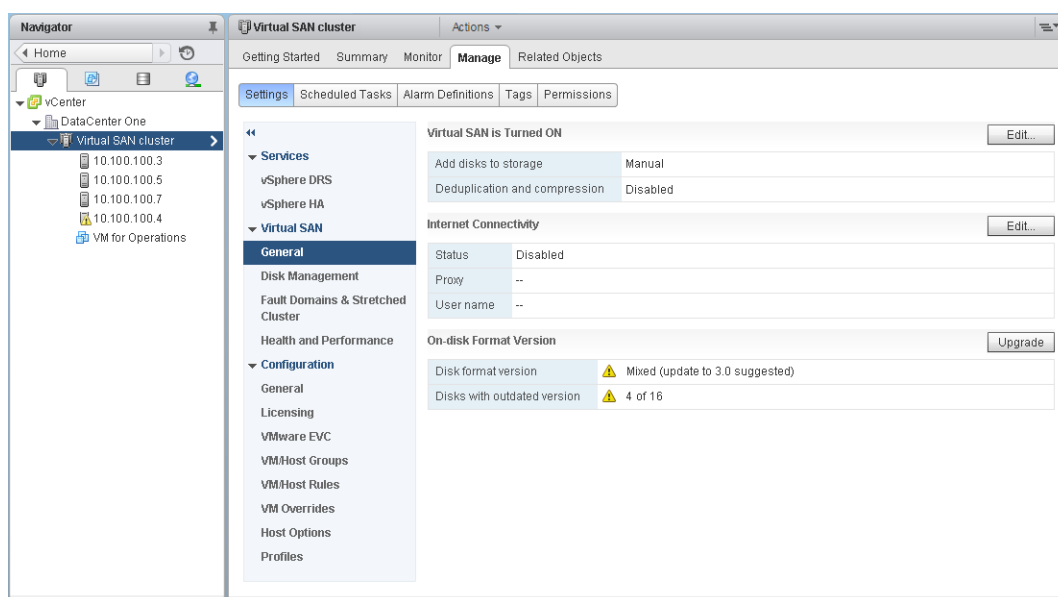 Navigator
Home
vCenter
DataCenter One
Virtual SAN cluster
10.100.100.3
10.100.100.5
10.100.100.7
10.100.100.4
VM for Operations
Virtual SAN cluster Actions
Getting Started Summary Monitor Manage Related Objects
Settings Scheduled Tasks Alarm Definitions Tags Permissions
Services
vSphere DRS
vSphere HA
Virtual SAN
General
Disk Management
Fault Domains & Stretched
Cluster
Health and Performance
Configuration
General
Licensing
VMware EVC
VM/Host Groups
VM/Host Rules
VM Overrides
Host Options
Profiles
Virtual SAN is Turned ON Edit...
Add disks to storage Manual
Deduplication and compression Disabled
Internet Connectivity Edit...
Status Disabled
Proxy --
User name --
On-disk Format Version Upgrade
Disk format version Mixed (update to 3.0 suggested)
Disks with outdated version 4 of 16